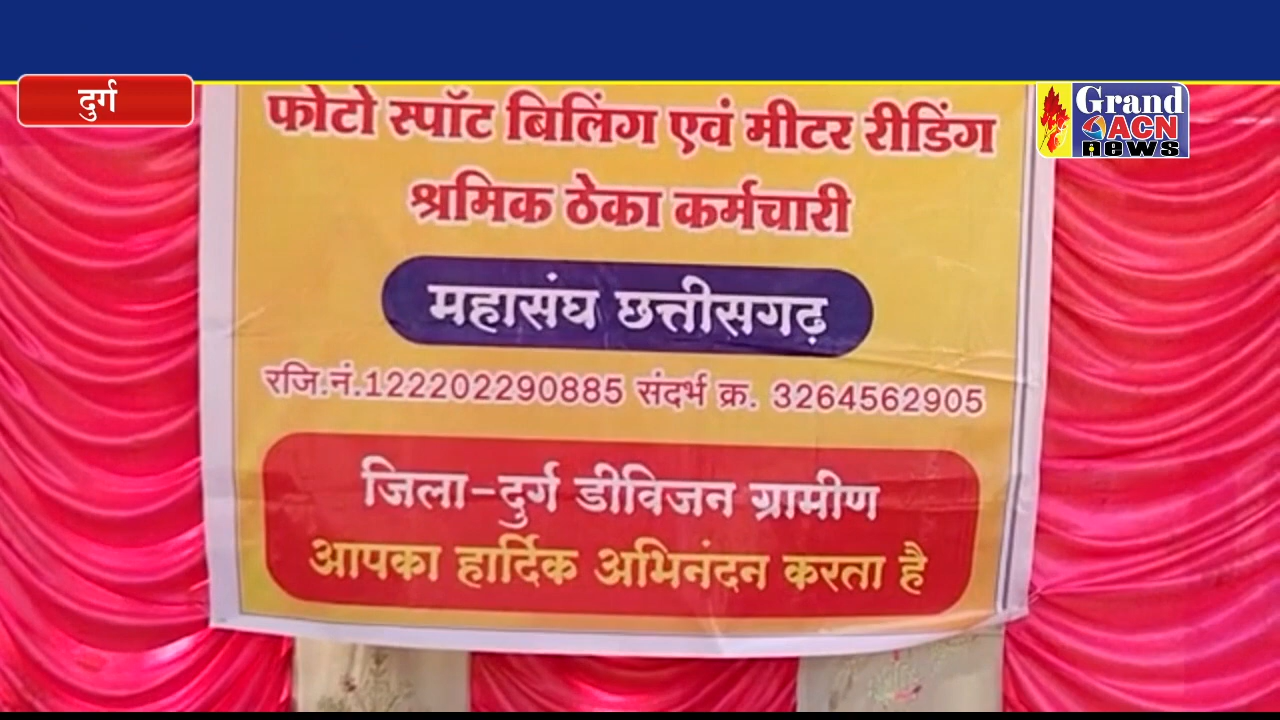 दुर्ग
Grand
ACN
news
फोटो स्पॉट बिलिंग एवं मीटर रीडिंग
श्रमिक ठेका कर्मचारी
महासंघ छत्तीसगढ़
रजि.नं.122202290885 संदर्भ क्र. 3264562905
जिला-दुर्ग डीविजन ग्रामीण
आपका हार्दिक अभिनंदन करता है